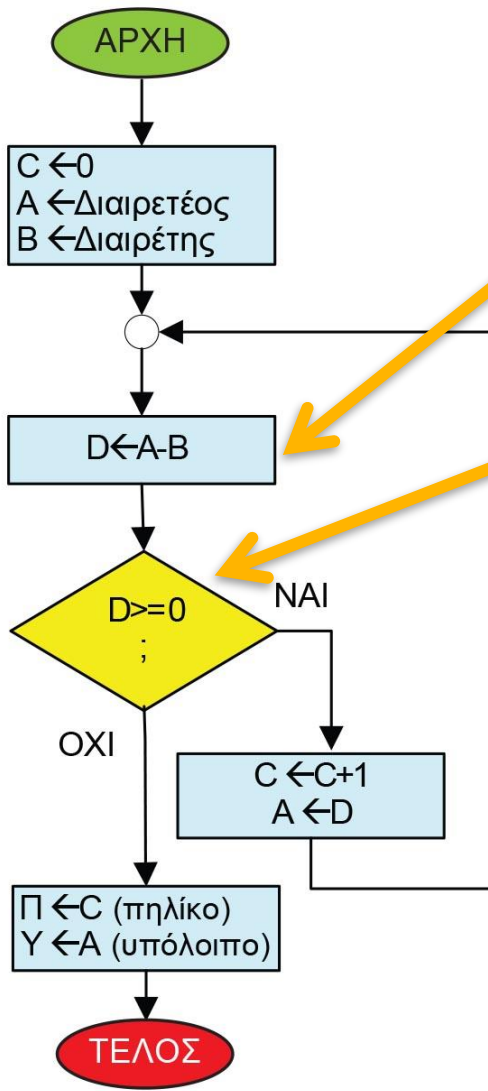 ΑΡΧΗ
C ←0
A ←Διαιρετέος
B ←Διαιρέτης
D←A-B
D>=0
;
ΝΑΙ
ΟΧΙ
C ←C+1
A ←D
Π ←C (πηλίκο)
Υ ←A (υπόλοιπο)
ΤΕΛΟΣ